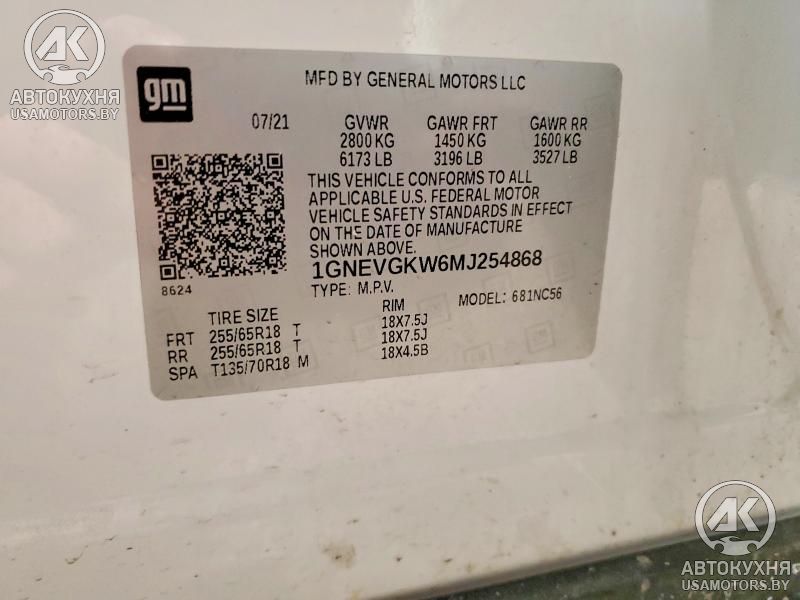 AK
АВТОКУХНЯ
USAMOTORS.BY
gm
MFD BY GENERAL MOTORS LLC
07/21 GVWR GAWR FRT GAWR RR
2800 KG 1450 KG 1600 KG
6173 LB 3196 LB 3527 LB
THIS VEHICLE CONFORMS TO ALL
APPLICABLE U.S. FEDERAL MOTOR
VEHICLE SAFETY STANDARDS IN EFFECT
ON THE DATE OF MANUFACTURE
SHOWN ABOVE.
1GNEVGKW6MJ254868
8624
TYPE: M.P.V. MODEL: 681NC56
TIRE SIZE RIM
FRT 255/65R18 T 18X7.5J
RR 255/65R18 T 18X7.5J
SPA T135/70R18 M 18X4.5B
AK
АВТОКУХНЯ
USAMOTORS.BY